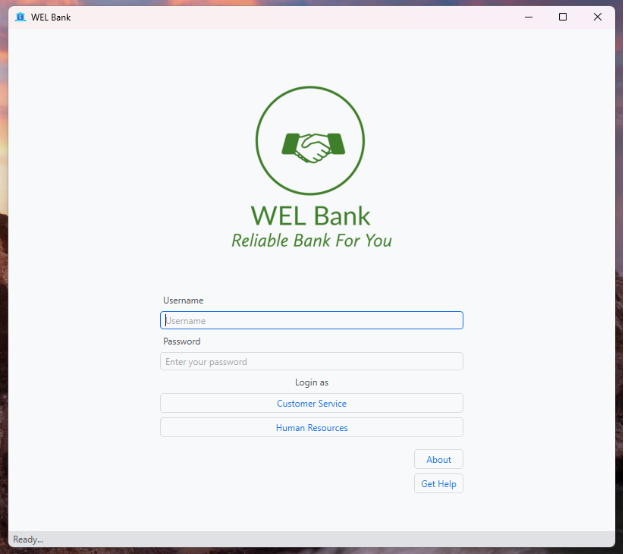 WEL Bank
WEL Bank
Reliable Bank For You
Username
Username
Password
Enter your password
Login as
Customer Service
Human Resources
About
Get Help
Ready...